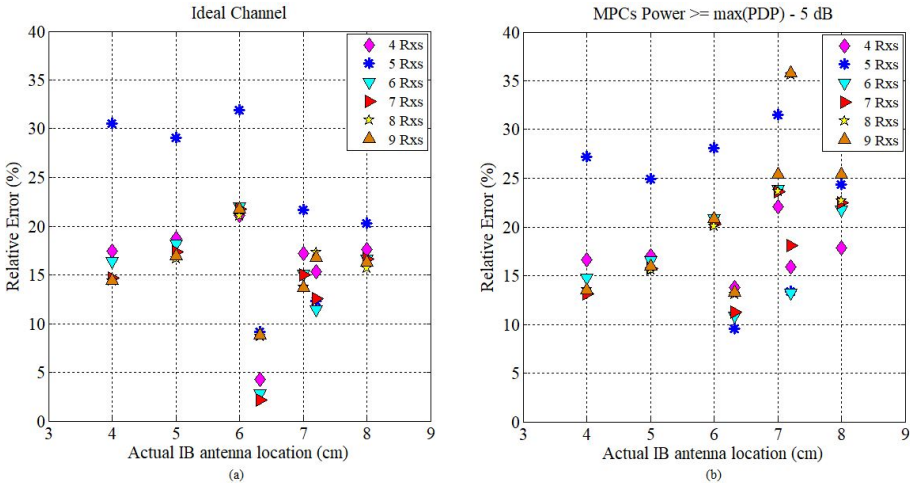 Ideal Channel
40
35
30
25
20
15
10
5
0
Relative Error (%)
4 Rxs
5 Rxs
6 Rxs
7 Rxs
8 Rxs
9 Rxs
3 4 5 6 7 8 9
Actual IB antenna location (cm)
(a)
MPCs Power >= max(PDP) - 5 dB
40
35
30
25
20
15
10
5
0
Relative Error (%)
4 Rxs
5 Rxs
6 Rxs
7 Rxs
8 Rxs
9 Rxs
3 4 5 6 7 8 9
Actual IB antenna location (cm)
(b)